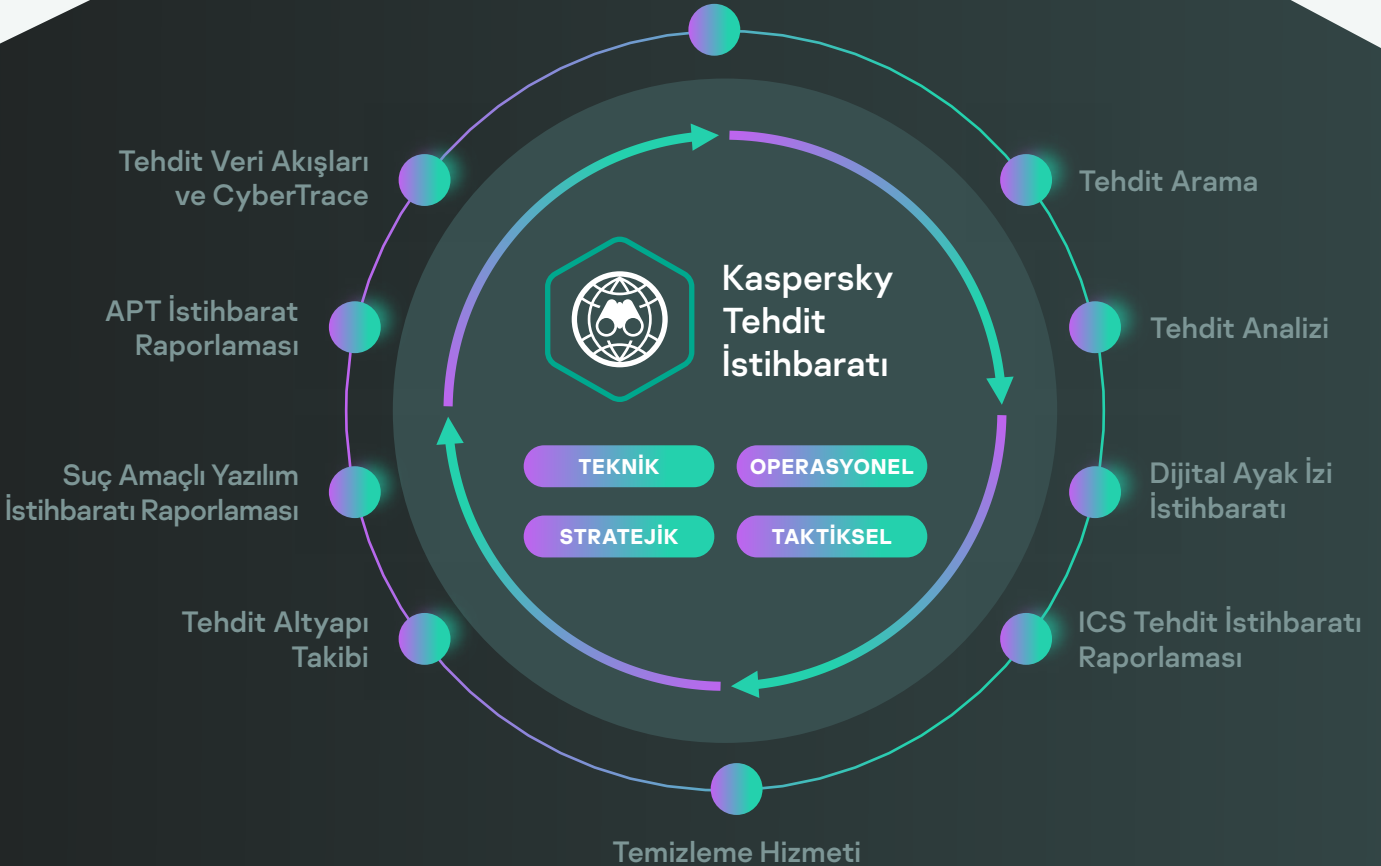 Tehdit Veri Akışları
ve CyberTrace
Tehdit Arama
APT İstihbarat
Raporlaması
Kaspersky
Tehdit
İstihbaratı
Tehdit Analizi
TEKNİK
OPERASYONEL
STRATEJİK
TAKTİKSEL
Suç Amaçlı Yazılım
İstihbaratı Raporlaması
Dijital Ayak İzi
İstihbaratı
Tehdit Altyapı
Takibi
ICS Tehdit İstihbaratı
Raporlaması
Temizleme Hizmeti